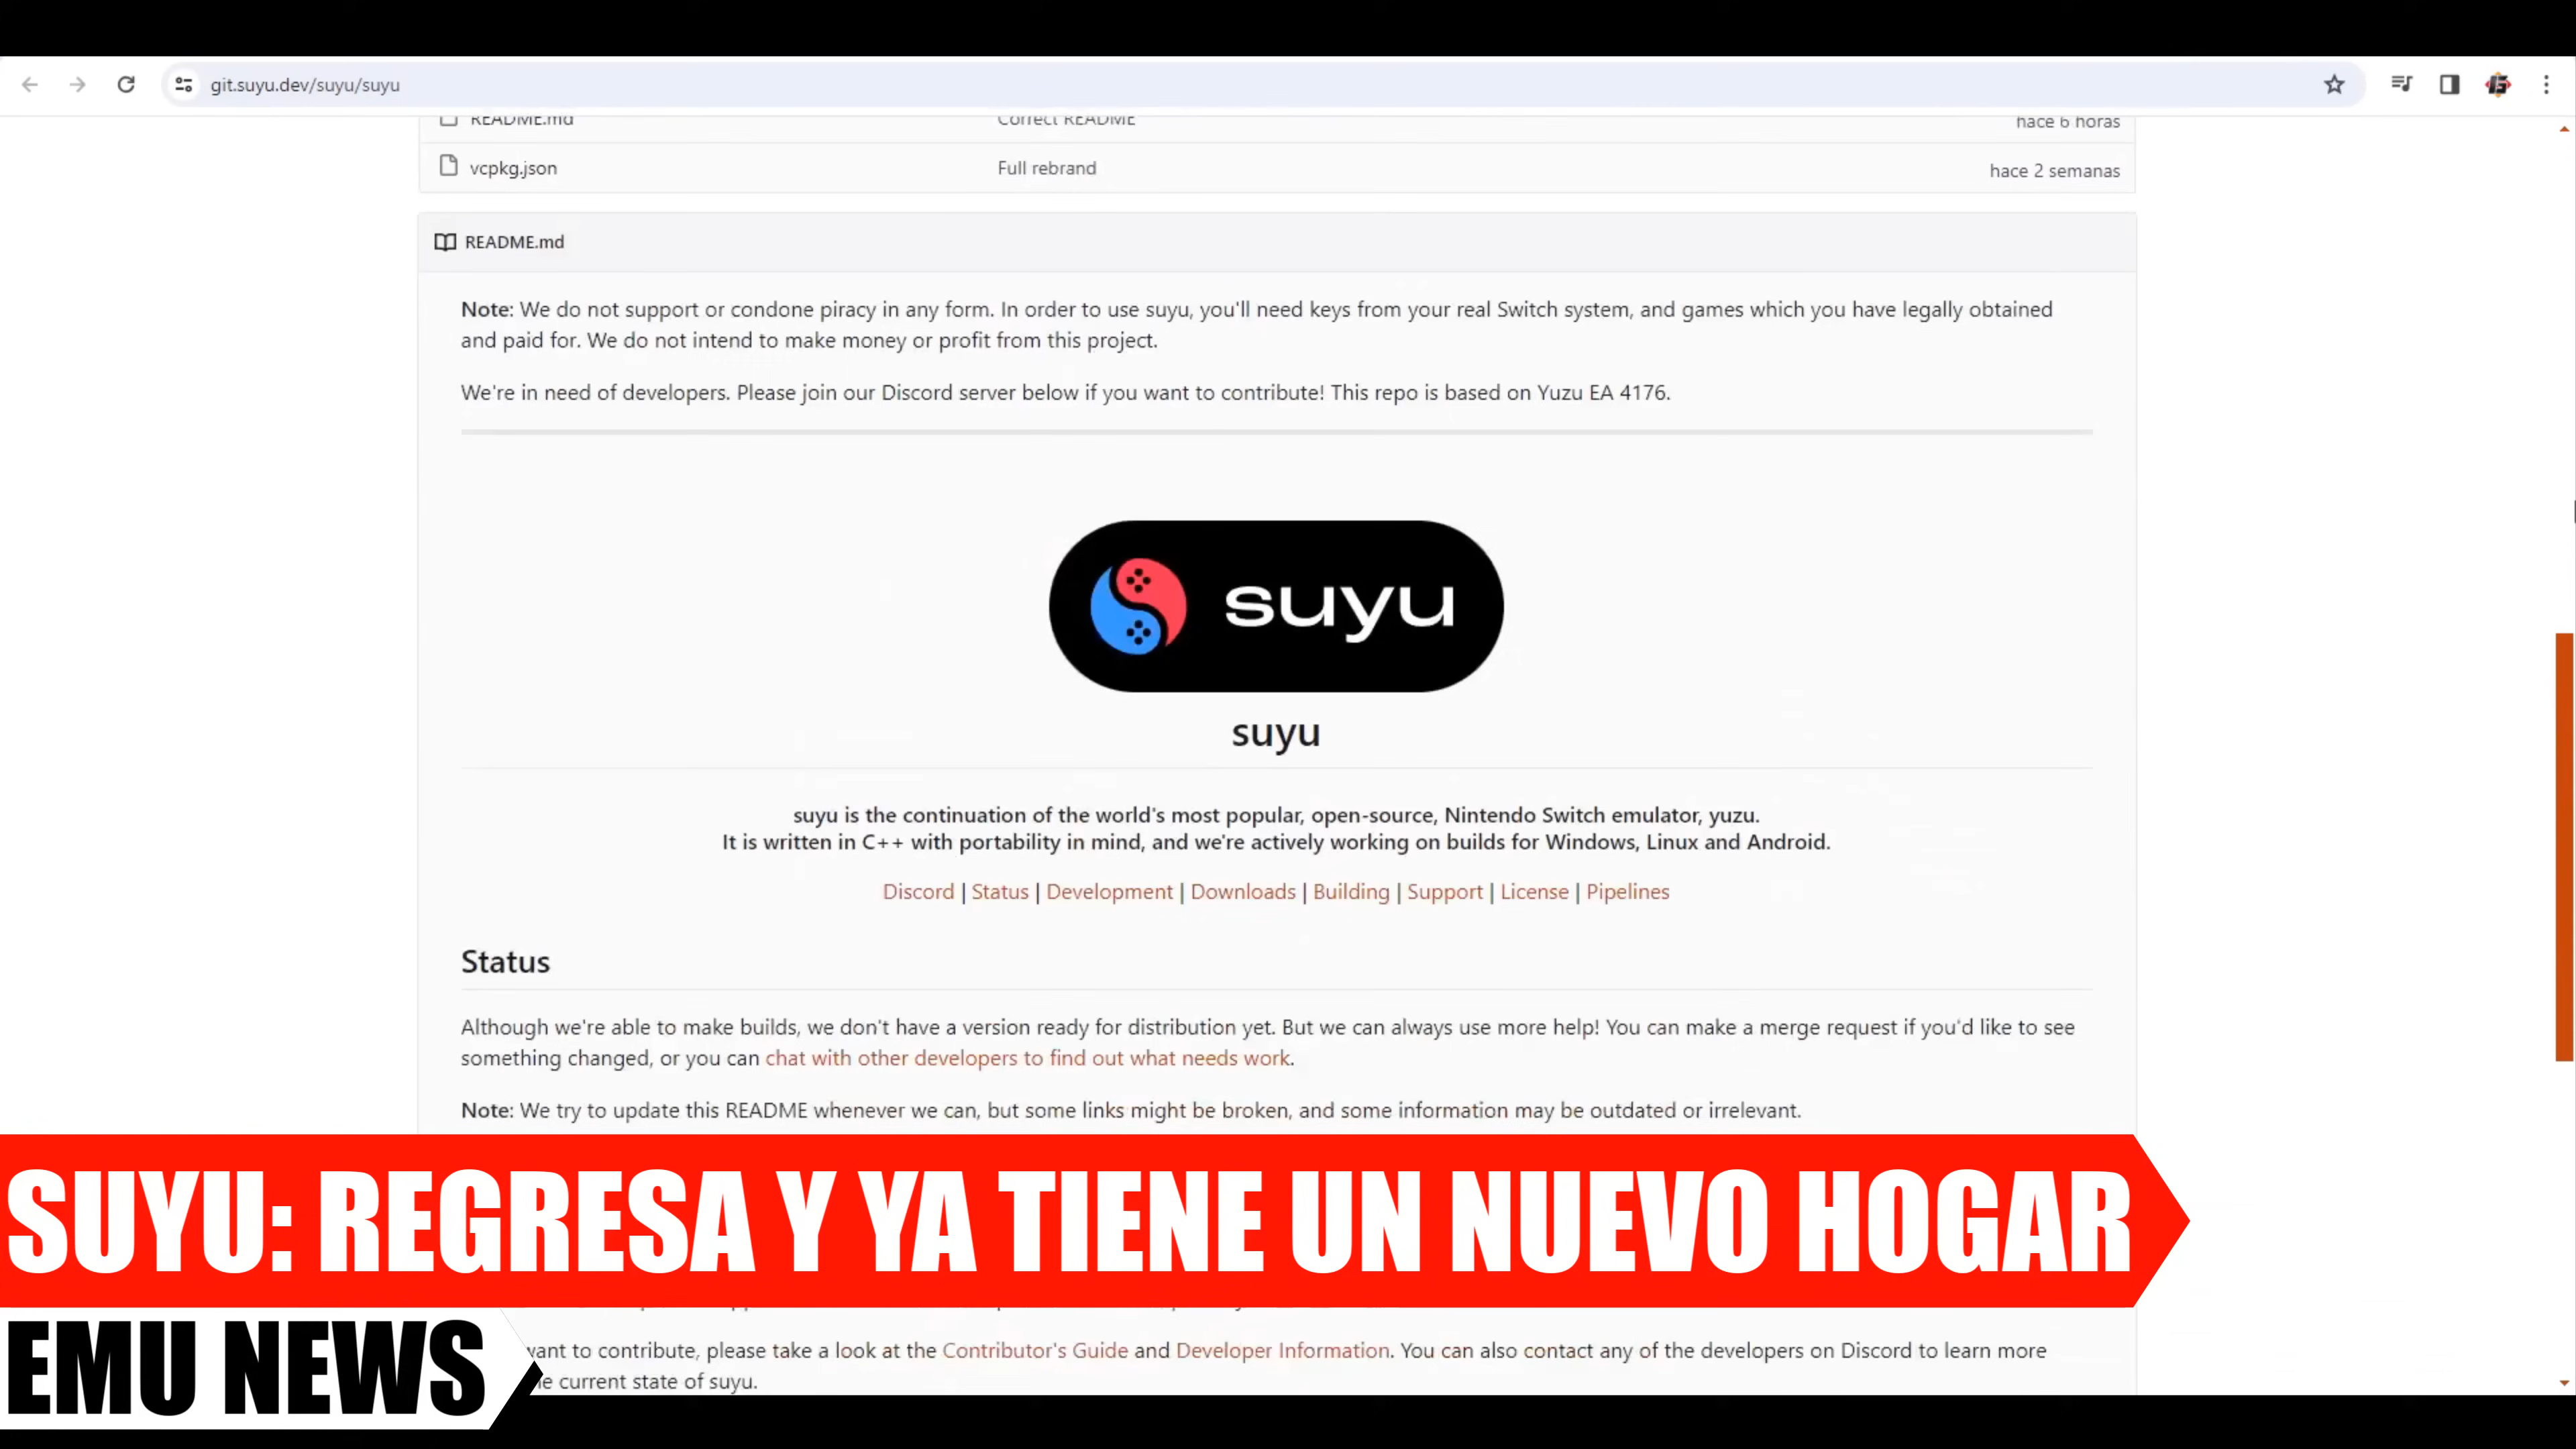 git.suyu.dev/suyu/suyu
README.md Correct README hace 6 horas
vcpkg.json Full rebrand hace 2 semanas
README.md
Note: We do not support or condone piracy in any form. In order to use suyu, you'll need keys from your real Switch system, and games which you have legally obtained
and paid for. We do not intend to make money or profit from this project.
We're in need of developers. Please join our Discord server below if you want to contribute! This repo is based on Yuzu EA 4176.
suyu
suyu
suyu is the continuation of the world's most popular, open-source, Nintendo Switch emulator, yuzu.
It is written in C++ with portability in mind, and we're actively working on builds for Windows, Linux and Android.
Discord | Status | Development | Downloads | Building | Support | License | Pipelines
Status
Although we're able to make builds, we don't have a version ready for distribution yet. But we can always use more help! You can make a merge request if you'd like to see
something changed, or you can chat with other developers to find out what needs work.
Note: We try to update this README whenever we can, but some links might be broken, and some information may be outdated or irrelevant.
SUYU: REGRESA Y YA TIENE UN NUEVO HOGAR
EMU NEWS
want to contribute, please take a look at the Contributor's Guide and Developer Information. You can also contact any of the developers on Discord to learn more
current state of suyu.